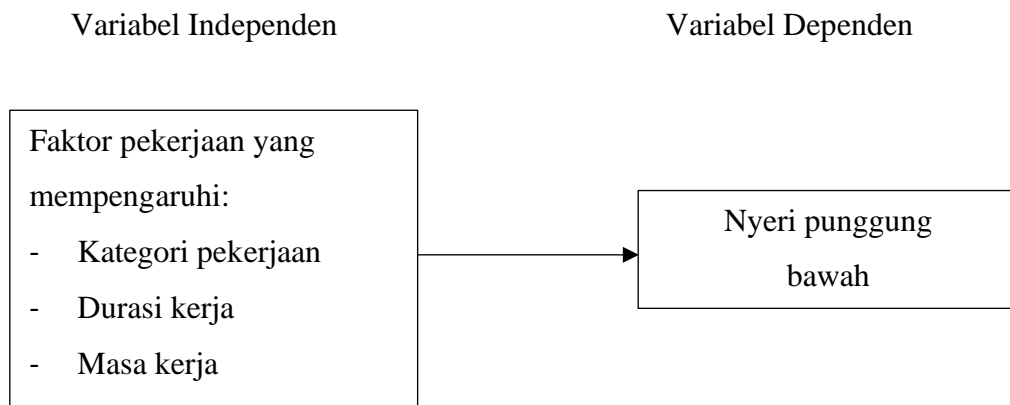 Variabel Independen
Variabel Dependen
Faktor pekerjaan yang
mempengaruhi:
- Kategori pekerjaan
- Durasi kerja
- Masa kerja
Nyeri punggung
bawah